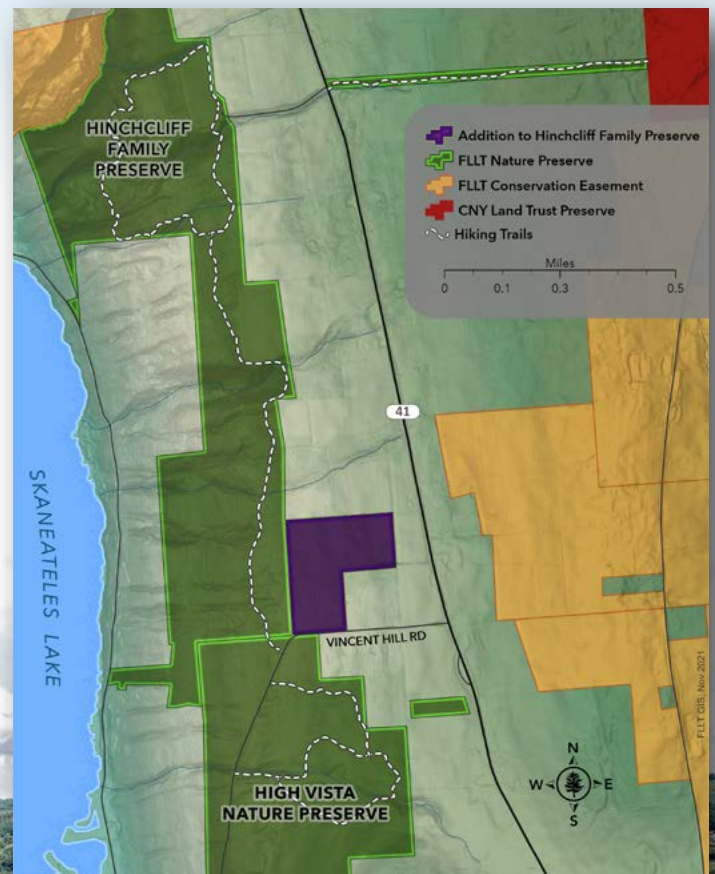 HINCHCLIFF
FAMILY
PRESERVE
Addition to Hinchcliff Family Preserve
FLLT Nature Preserve
FLLT Conservation Easement
CNY Land Trust Preserve
Hiking Trails
Miles
0 0.1 0.3 0.5
41
SKANEATELES LAKE
VINCENT HILL RD
FLLT GIS, Nov 2021
HIGH VISTA
NATURE PRESERVE
N
W E
S